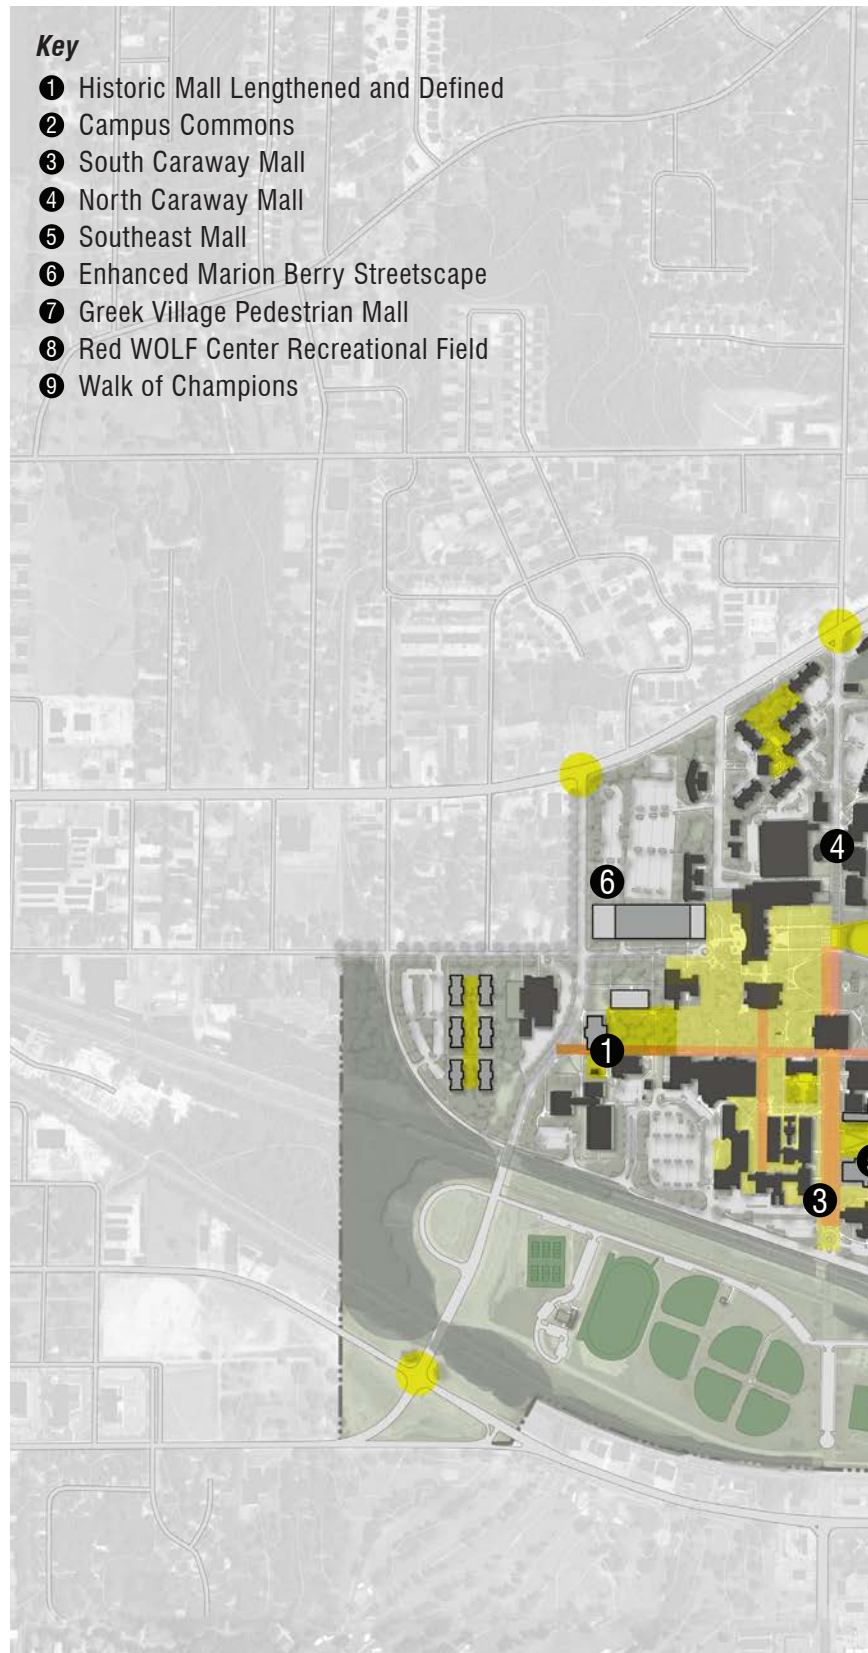 Key
1 Historic Mall Lengthened and Defined
2 Campus Commons
3 South Caraway Mall
4 North Caraway Mall
5 Southeast Mall
6 Enhanced Marion Berry Streetscape
7 Greek Village Pedestrian Mall
8 Red WOLF Center Recreational Field
9 Walk of Champions
4
6
1
3